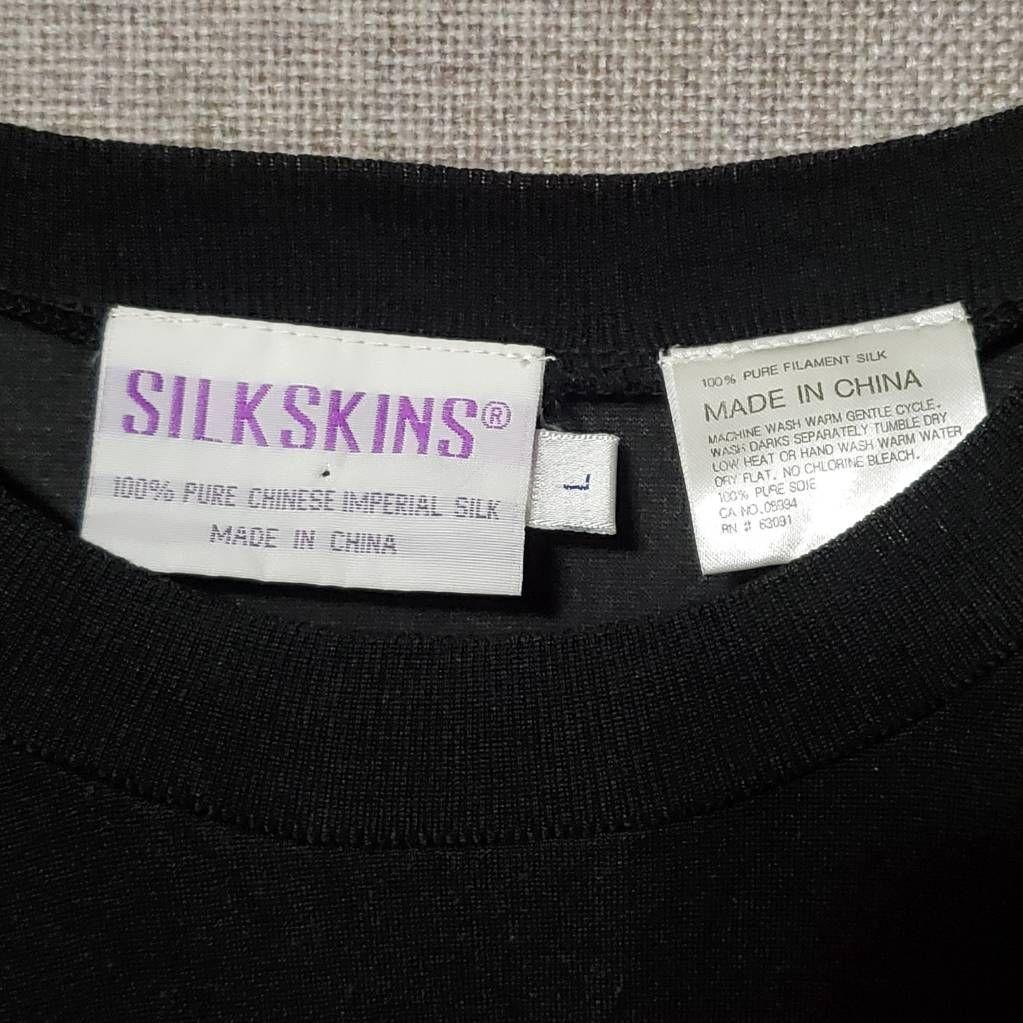 SILKSKINS®
100% PURE CHINESE IMPERIAL SILK
MADE IN CHINA
L
100% PURE FILAMENT SILK
MADE IN CHINA
MACHINE WASH WARM GENTLE CYCLE.
WASH DARKS SEPARATELY TUMBLE DRY
LOW HEAT OR HAND WASH WARM WATER
DRY FLAT. NO CHLORINE BLEACH.
100% PURE SOIE
CA NO.
RN # 63091